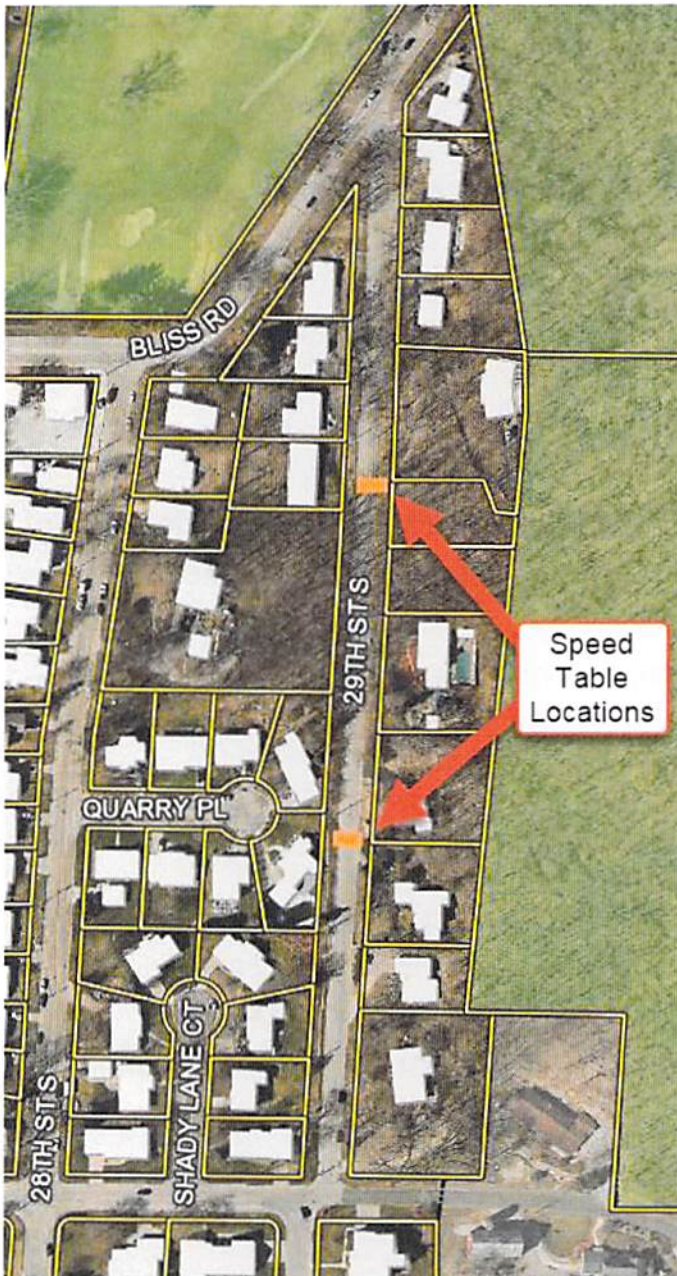 BLISS RD
29TH ST S
Speed
Table
Locations
QUARRY PL
SHADY LANE CT
28TH ST S